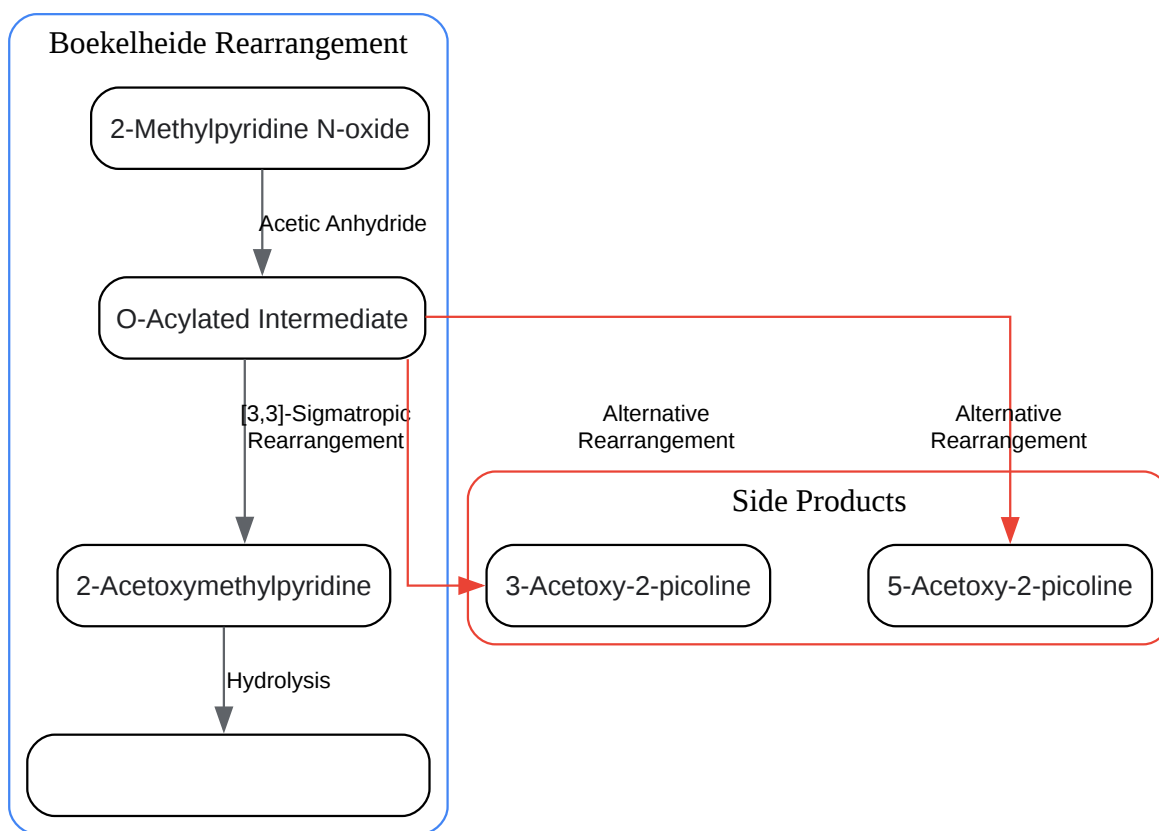 Boekelheide Rearrangement
2-Methylpyridine N-oxide
Acetic Anhydride
O-Acylated Intermediate
[3,3]-Sigmatropic
Rearrangement
Alternative
Rearrangement
Alternative
Rearrangement
Side Products
2-Acetoxymethylpyridine
3-Acetoxy-2-picoline
5-Acetoxy-2-picoline
Hydrolysis